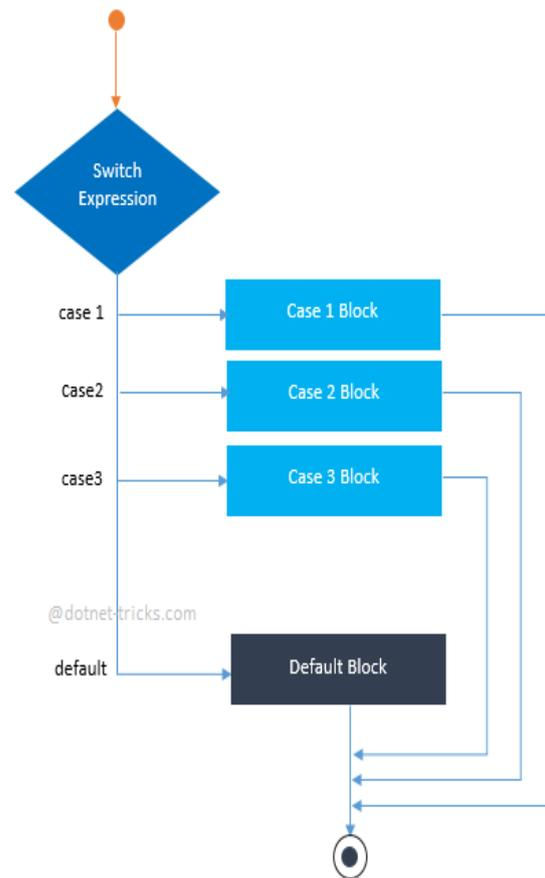 Switch
Expression
case 1
Case 1 Block
Case2
Case 2 Block
case3
Case 3 Block
@dotnet-tricks.com
default
Default Block